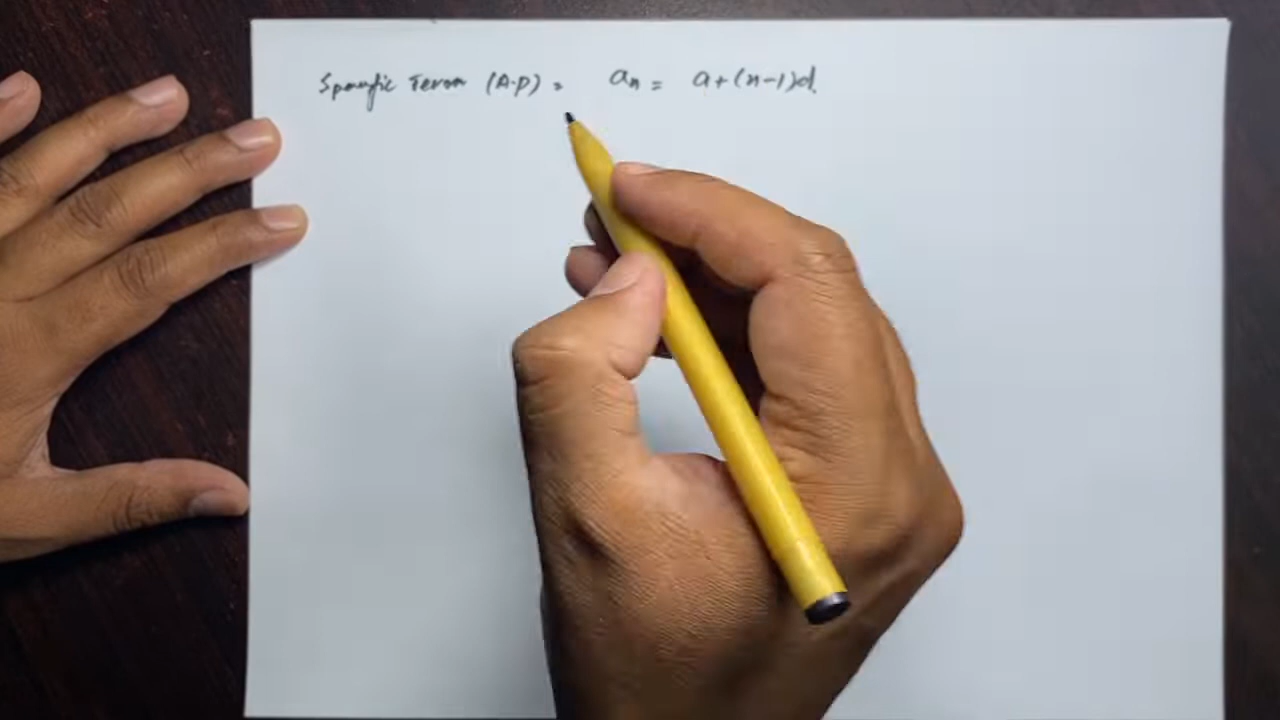 Specific Term (A.P) = an = a+(n-1)d